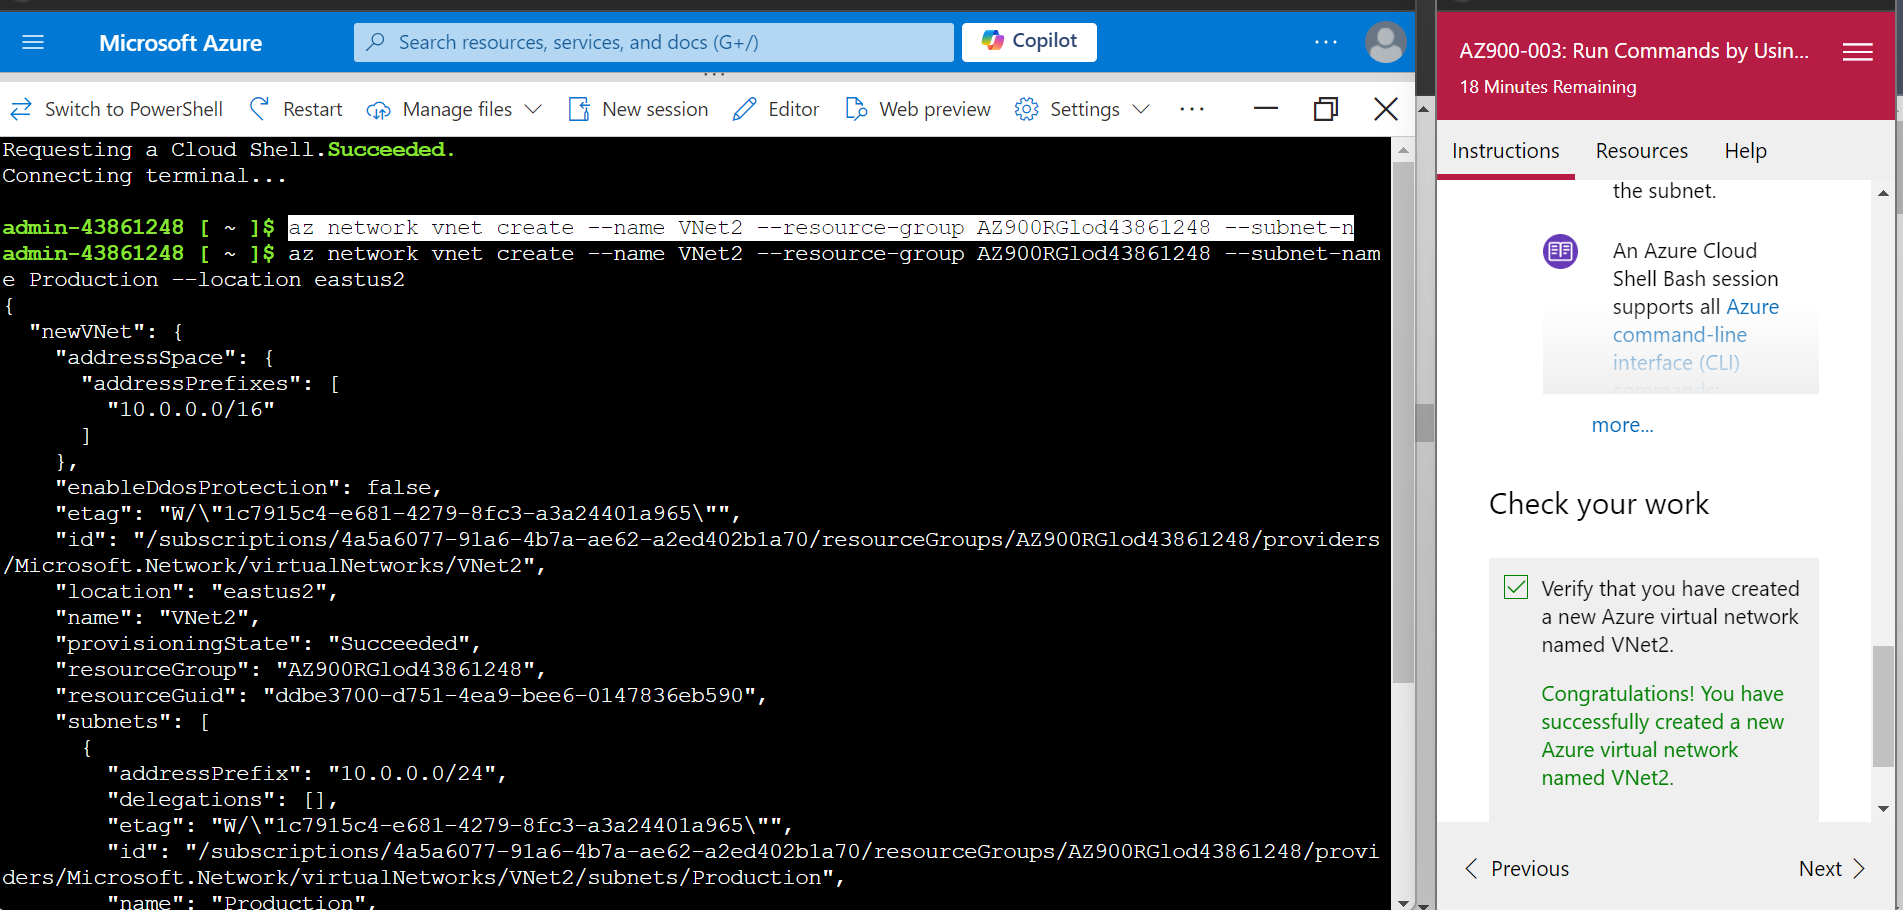 Microsoft Azure
Search resources, services, and docs (G+/)
Copilot
Switch to PowerShell
Restart
Manage files
New session
Editor
Web preview
Settings
Requesting a Cloud Shell.Succeeded.
Connecting terminal...
admin-43861248 [ ~ ]$ az network vnet create --name VNet2 --resource-group AZ900RGlod43861248 --subnet-n
admin-43861248 [ ~ ]$ az network vnet create --name VNet2 --resource-group AZ900RGlod43861248 --subnet-nam
e Production --location eastus2
{
  "newVNet": {
    "addressSpace": {
      "addressPrefixes": [
        "10.0.0.0/16"
      ]
    },
    "enableDdosProtection": false,
    "etag": "W/\"1c7915c4-e681-4279-8fc3-a3a24401a965\"",
    "id": "/subscriptions/4a5a6077-91a6-4b7a-ae62-a2ed402b1a70/resourceGroups/AZ900RGlod43861248/providers
/Microsoft.Network/virtualNetworks/VNet2",
    "location": "eastus2",
    "name": "VNet2",
    "provisioningState": "Succeeded",
    "resourceGroup": "AZ900RGlod43861248",
    "resourceGuid": "ddbe3700-d751-4ea9-bee6-0147836eb590",
    "subnets": [
      {
        "addressPrefix": "10.0.0.0/24",
        "delegations": [],
        "etag": "W/\"1c7915c4-e681-4279-8fc3-a3a24401a965\"",
        "id": "/subscriptions/4a5a6077-91a6-4b7a-ae62-a2ed402b1a70/resourceGroups/AZ900RGlod43861248/provi
ders/Microsoft.Network/virtualNetworks/VNet2/subnets/Production",
        "name": "Production",
AZ900-003: Run Commands by Usin...
18 Minutes Remaining
Instructions
Resources
Help
the subnet.
An Azure Cloud
Shell Bash session
supports all Azure
command-line
interface (CLI)
commands:
more...
Check your work
Verify that you have created
a new Azure virtual network
named VNet2.
Congratulations! You have
successfully created a new
Azure virtual network
named VNet2.
Previous
Next